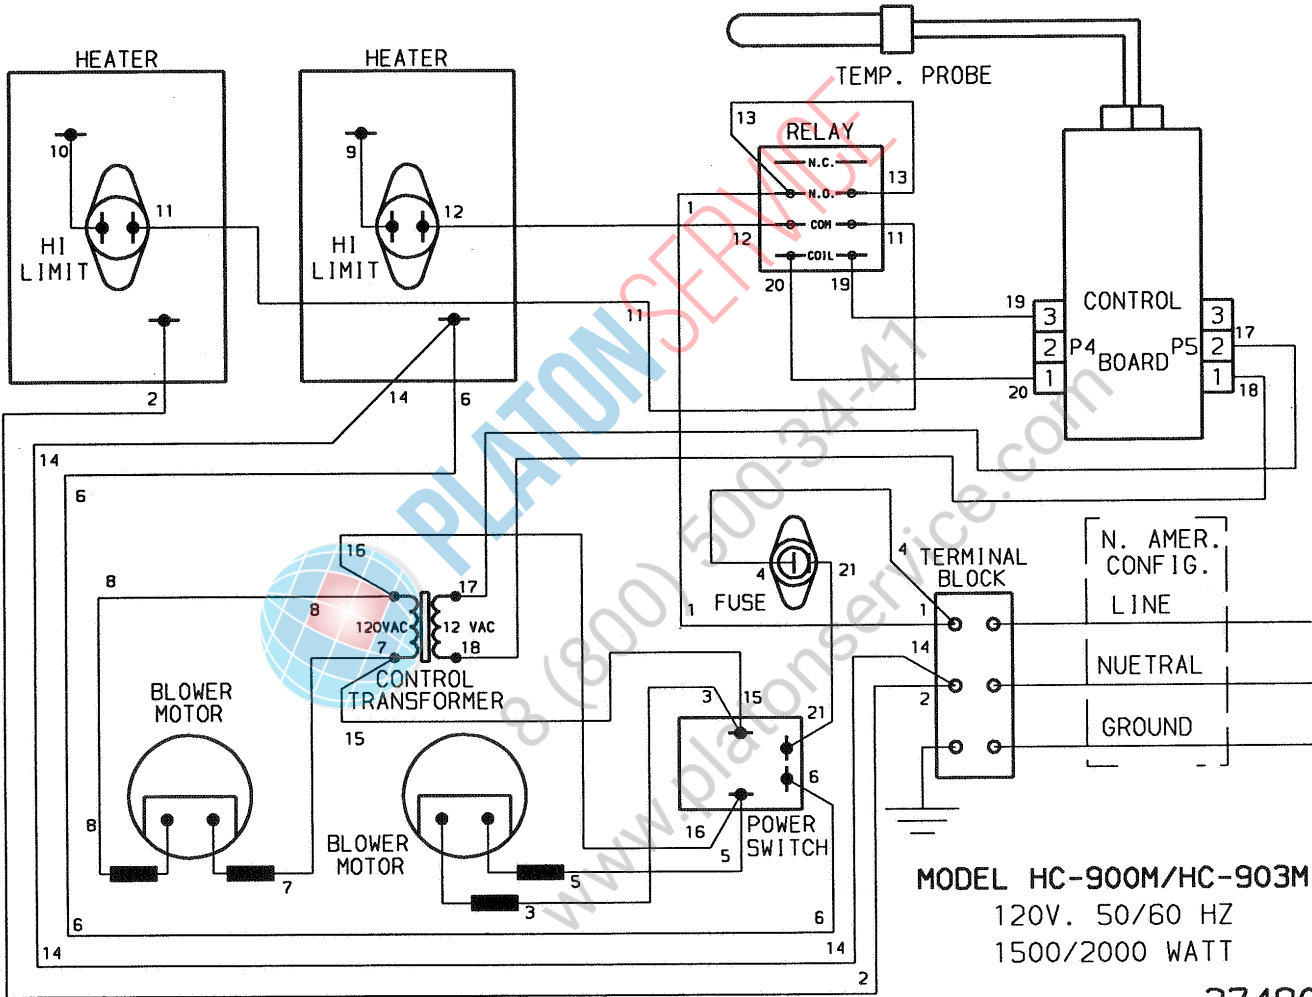 HEATER
HEATER
TEMP. PROBE
13
RELAY
N.C.
10
9
13
N.O.
1
11
12
COM
12
11
HI
LIMIT
HI
LIMIT
COIL
20
19
11
19
3
CONTROL
3
17
2
P4
BOARD
P5
2
1
1
20
18
2
14
6
14
6
16
4
TERMINAL
BLOCK
N. AMER.
CONFIG.
8
17
4
21
FUSE
8
120VAC
12 VAC
1
1
LINE
7
18
14
NUETRAL
CONTROL
TRANSFORMER
BLOWER
MOTOR
3
15
2
21
GROUND
15
6
8
16
POWER
SWITCH
BLOWER
MOTOR
5
7
5
3
MODEL HC-900M/HC-903M
120V. 50/60 HZ
1500/2000 WATT
6
6
14
14
2
PLATON SERVICE
8 (800) 500-34-41
www.platonservice.com